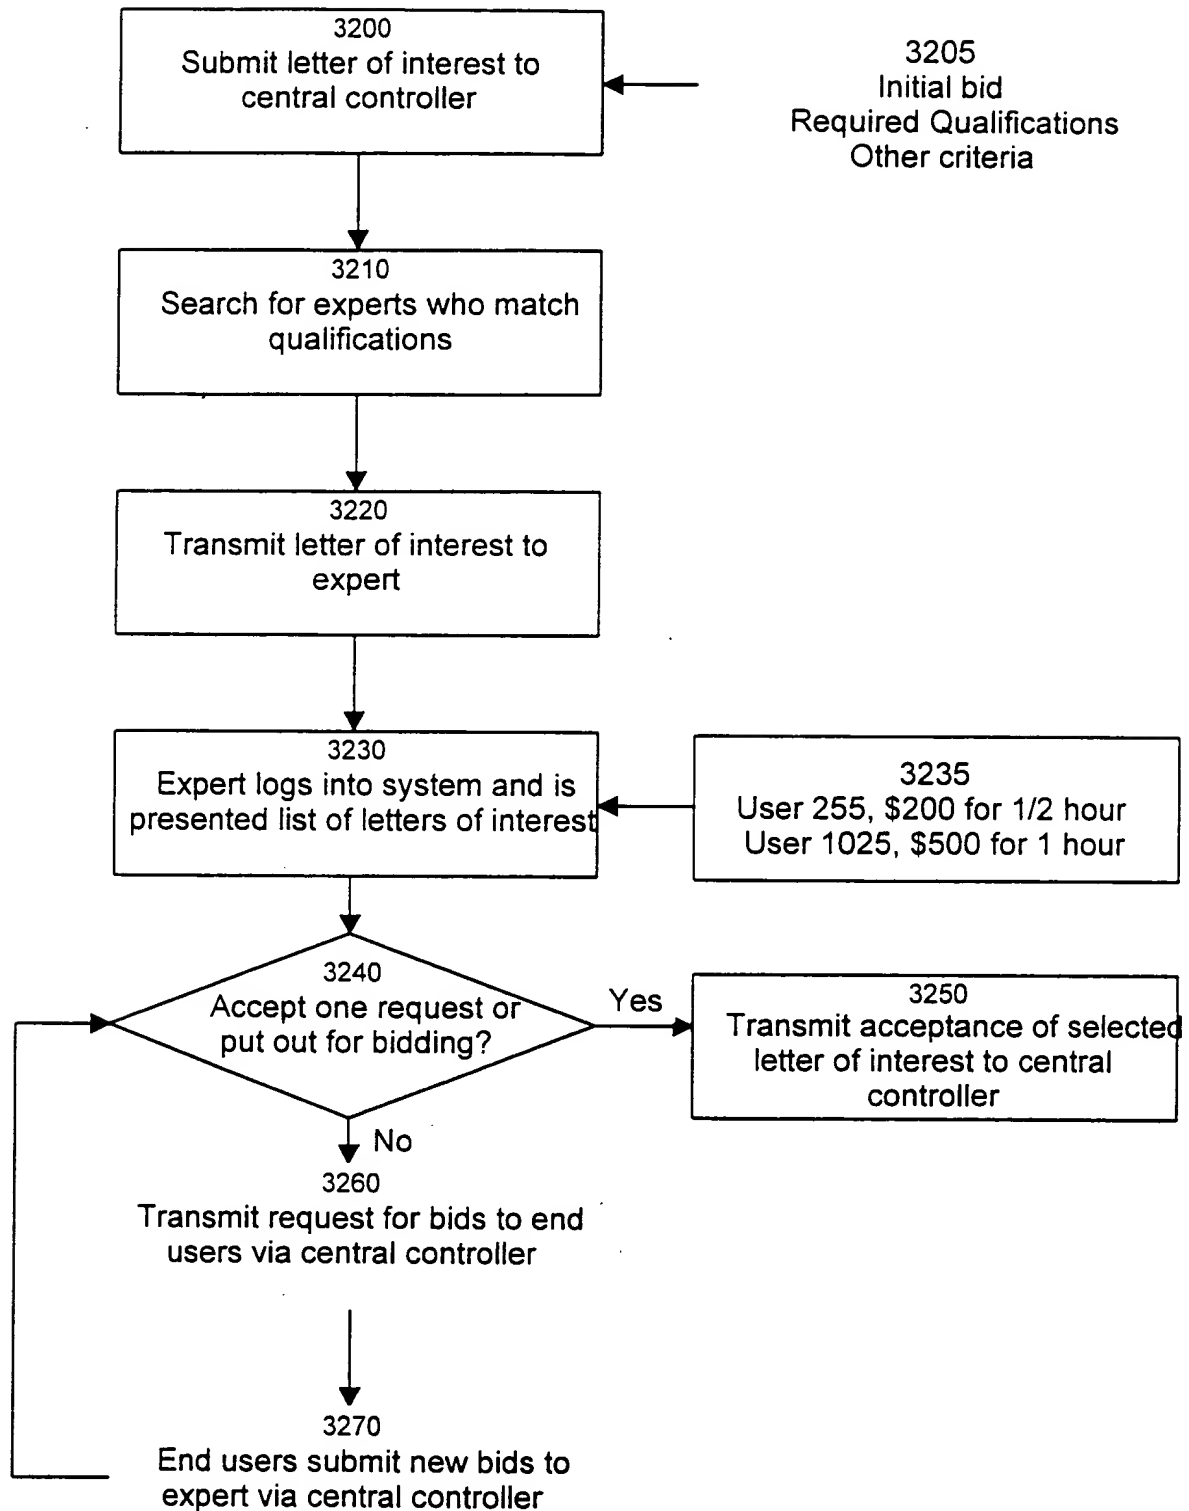 3200
Submit letter of interest to
central controller
3205
Initial bid
Required Qualifications
Other criteria
3210
Search for experts who match
qualifications
3220
Transmit letter of interest to
expert
3230
Expert logs into system and is
presented list of letters of interest
3235
User 255, $200 for 1/2 hour
User 1025, $500 for 1 hour
3240
Accept one request or
put out for bidding?
Yes
3250
Transmit acceptance of selected
letter of interest to central
controller
No
3260
Transmit request for bids to end
users via central controller
3270
End users submit new bids to
expert via central controller